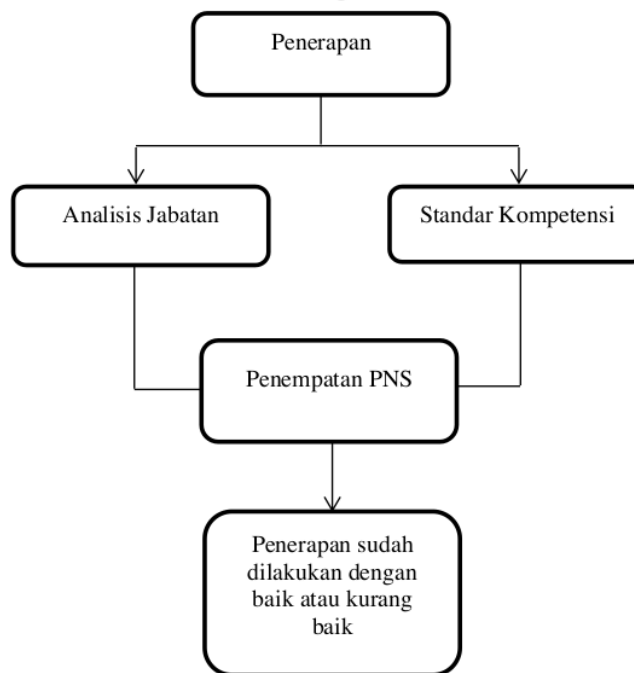 Penerapan
Analisis Jabatan
Standar Kompetensi
Penempatan PNS
Penerapan sudah
dilakukan dengan
baik atau kurang
baik